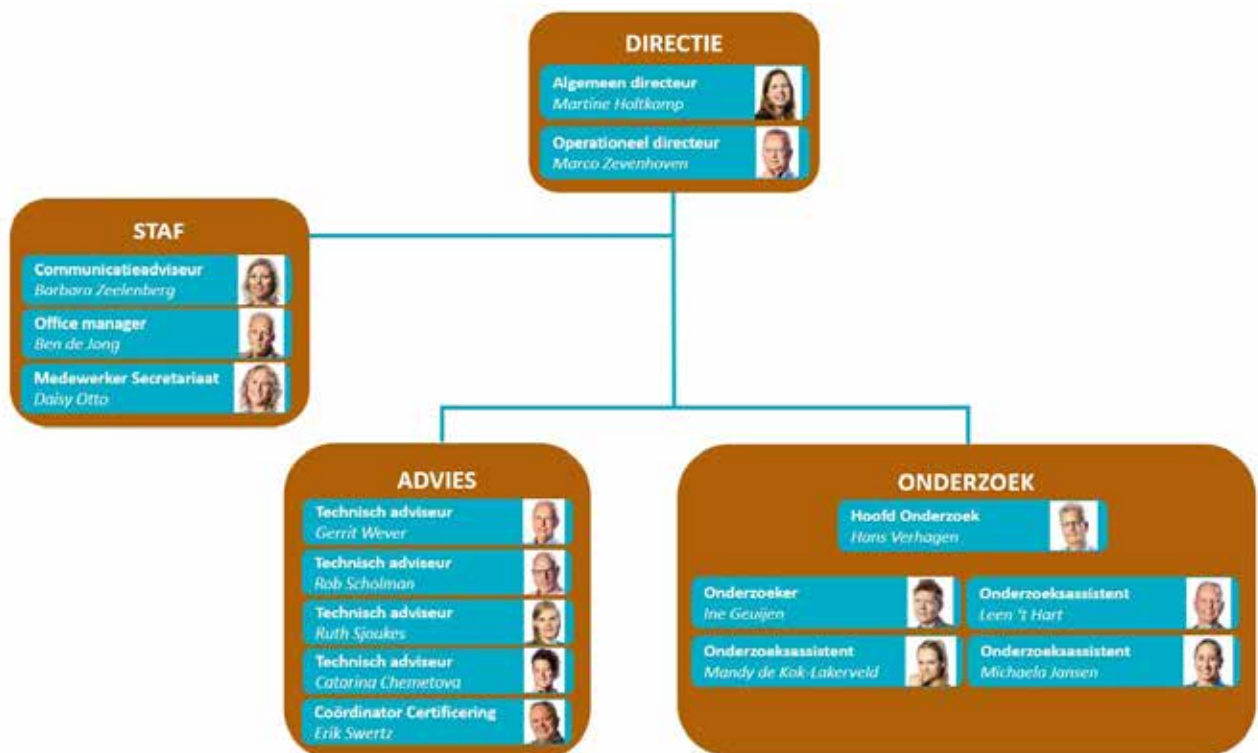 DIRECTIE
Algemeen directeur
Martine Holtkamp
Operationeel directeur
Marco Zevenhoven
STAF
Communicatieadviseur
Barbara Zeelenberg
Office manager
Ben de Jong
Medewerker Secretariaat
Daisy Otto
ADVIES
Technisch adviseur
Gerrit Wever
Technisch adviseur
Rob Scholman
Technisch adviseur
Ruth Sjoukes
Technisch adviseur
Catarina Chemetova
Coördinator Certificering
Erik Swertz
ONDERZOEK
Hoofd Onderzoek
Hans Verhagen
Onderzoeker
Ine Geuijen
Onderzoeksassistent
Leen 't Hart
Onderzoeksassistent
Mandy de Kok-Lakerveld
Onderzoeksassistent
Michaela Jansen